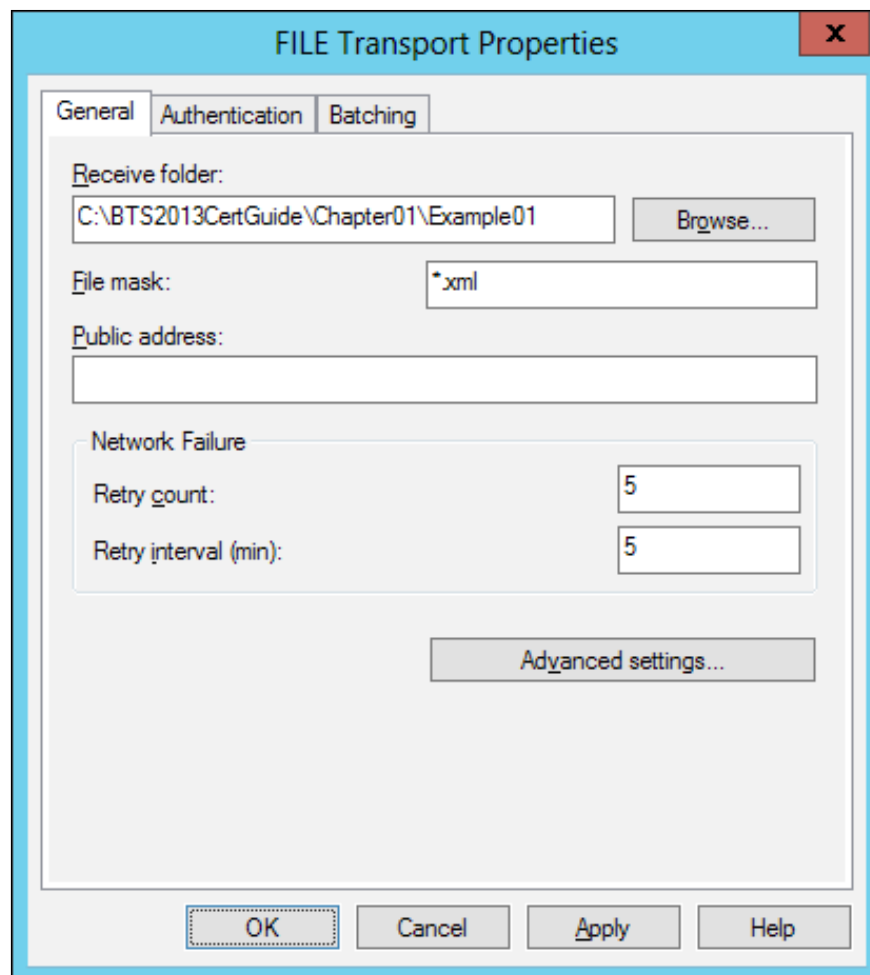 FILE Transport Properties
x
General Authentication Batching
Receive folder:
C:\BTS2013CertGuide\Chapter01\Example01 Browse...
File mask: *.xml
Public address:
Network Failure
Retry count: 5
Retry interval (min): 5
Advanced settings...
OK Cancel Apply Help